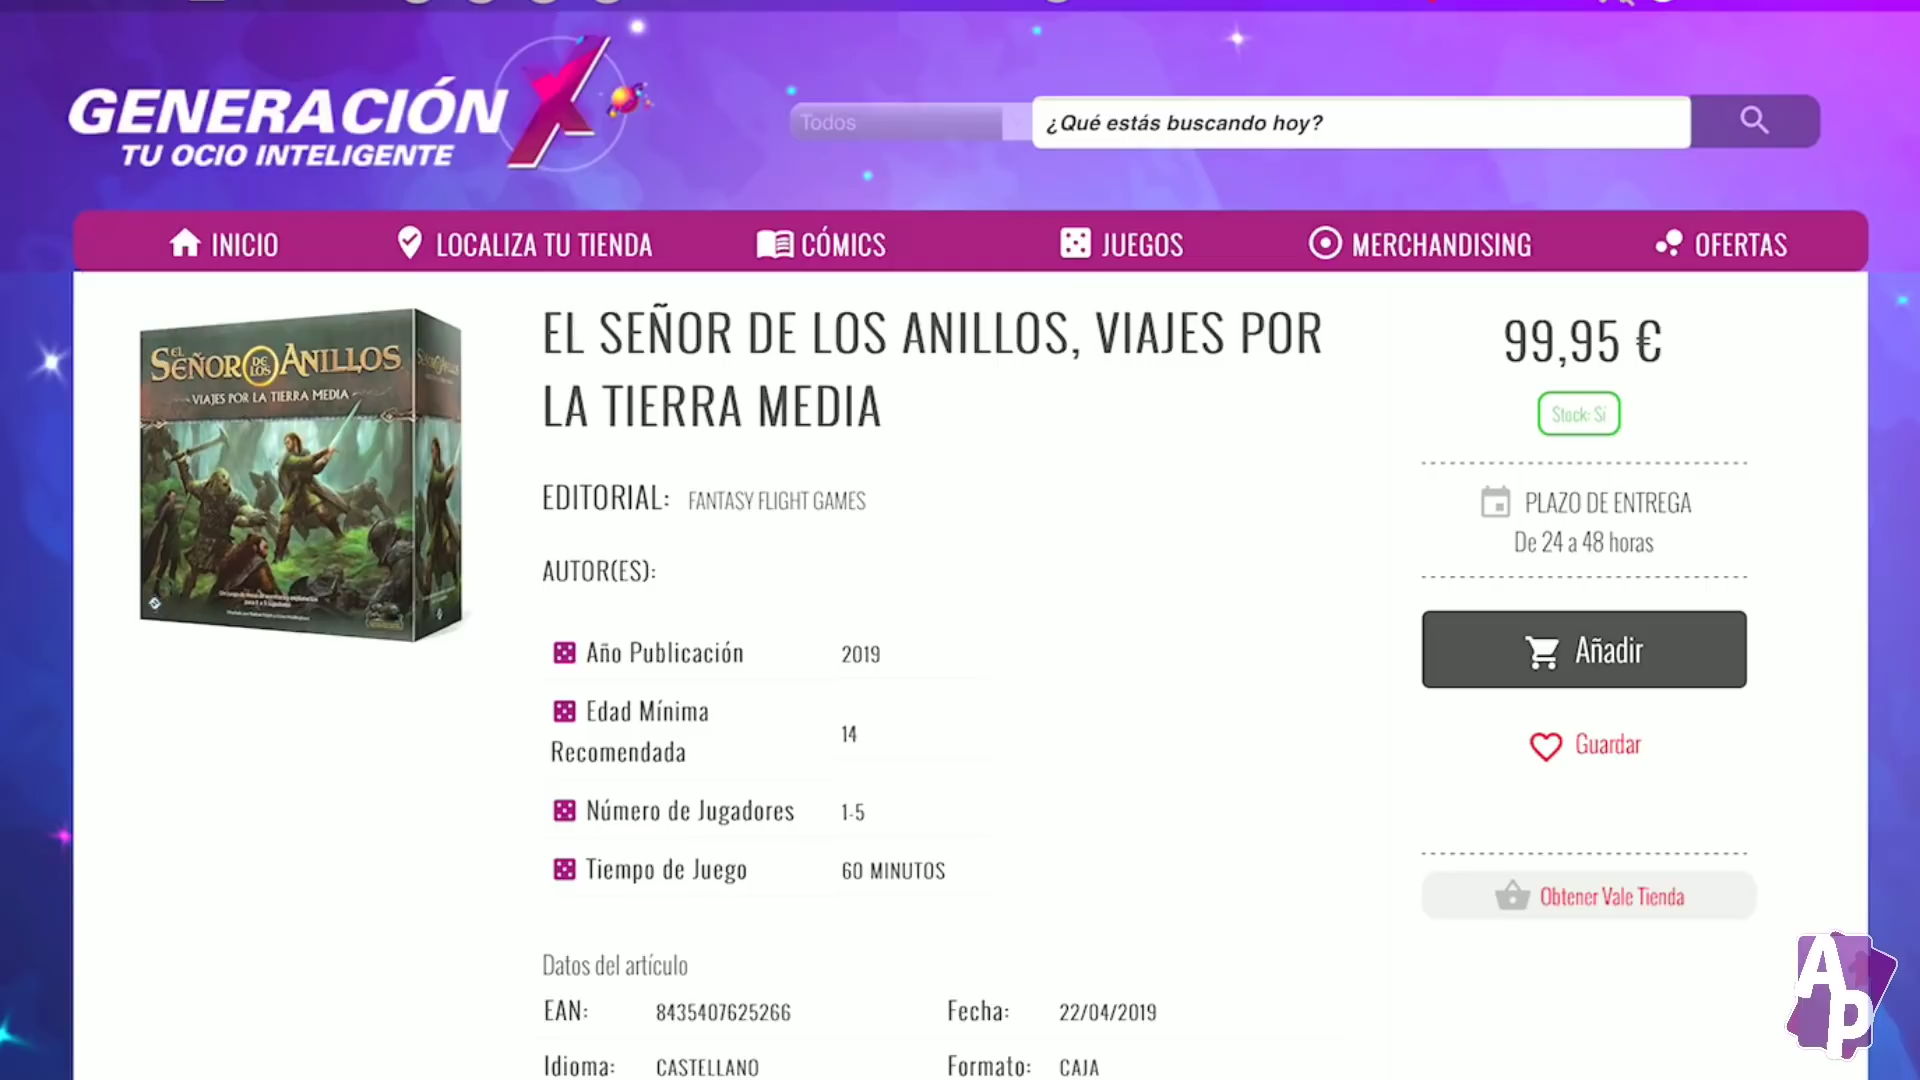 GENERACIÓN X
TU OCIO INTELIGENTE
Todos
¿Qué estás buscando hoy?
INICIO
LOCALIZA TU TIENDA
CÓMICS
JUEGOS
MERCHANDISING
OFERTAS
EL SEÑOR DE LOS ANILLOS
VIAJES POR LA TIERRA MEDIA
EL SEÑOR DE LOS ANILLOS, VIAJES POR
LA TIERRA MEDIA
EDITORIAL: FANTASY FLIGHT GAMES
AUTOR(ES):
Año Publicación 2019
Edad Mínima
Recomendada 14
Número de Jugadores 1-5
Tiempo de Juego 60 MINUTOS
Datos del artículo
EAN: 8435407625266 Fecha: 22/04/2019
Idioma: CASTELLANO Formato: CAJA
99,95 €
Stock: Sí
PLAZO DE ENTREGA
De 24 a 48 horas
Añadir
Guardar
Obtener Vale Tienda
AP